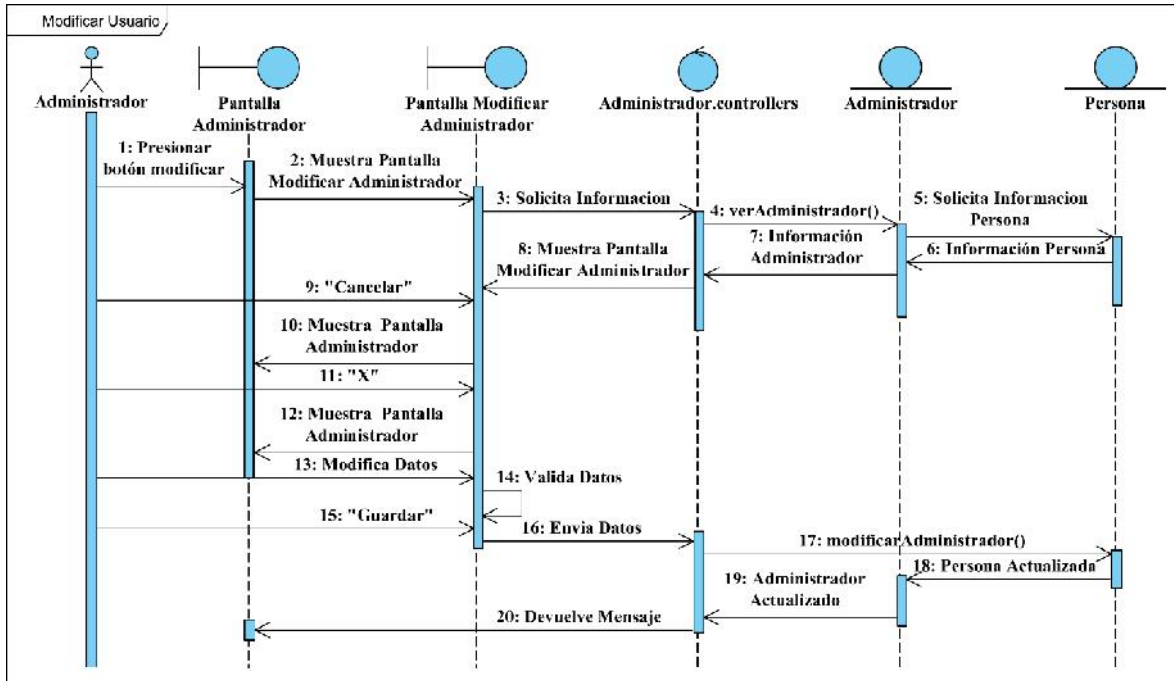 Modificar Usuario
Administrador
Pantalla
Administrador
Pantalla Modificar
Administrador
Administrador.controllers
Administrador
Persona
1: Presionar
botón modificar
2: Muestra Pantalla
Modificar Administrador
3: Solicita Informacion
4: verAdministrador()
5: Solicita Informacion
Persona
6: Información Persona
7: Información
Administrador
8: Muestra Pantalla
Modificar Administrador
9: "Cancelar"
10: Muestra Pantalla
Administrador
11: "X"
12: Muestra Pantalla
Administrador
13: Modifica Datos
14: Valida Datos
15: "Guardar"
16: Envia Datos
17: modificarAdministrador()
18: Persona Actualizada
19: Administrador
Actualizado
20: Devuelve Mensaje